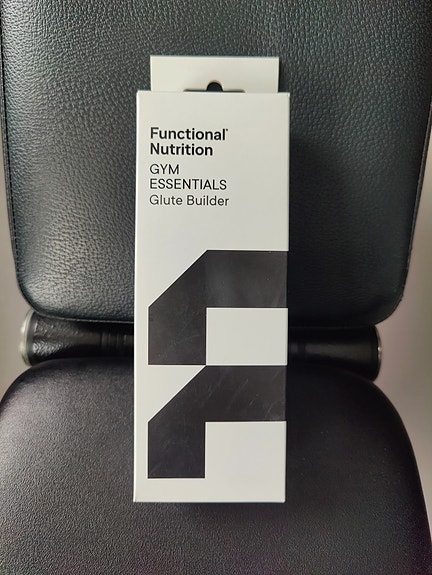 Functional®
Nutrition
GYM
ESSENTIALS
Glute Builder